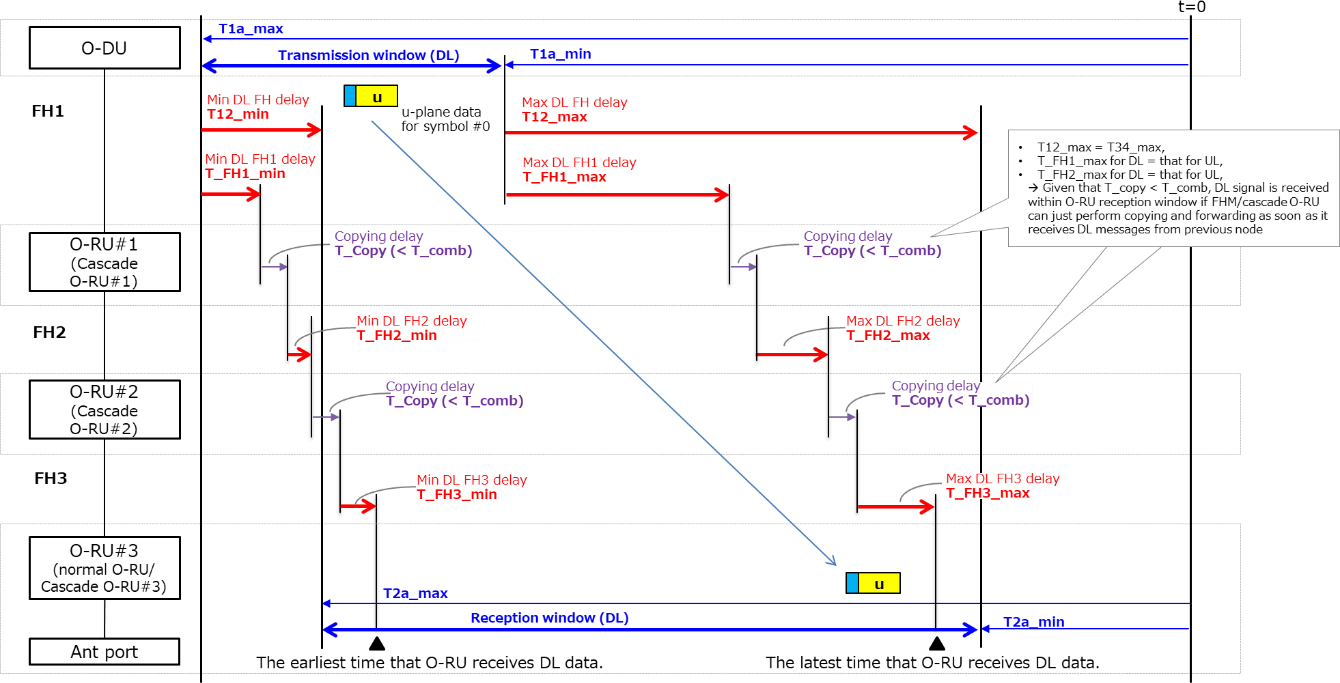 t=0
T1a_max
O-DU
Transmission window (DL)
T1a_min
FH1
Min DL FH delay
T12_min
u
u-plane data
for symbol #0
Max DL FH delay
T12_max
Min DL FH1 delay
T_FH1_min
Max DL FH1 delay
T_FH1_max
• T12_max = T34_max,
• T_FH1_max for DL = that for UL,
• T_FH2_max for DL = that for UL,
→ Given that T_copy < T_comb, DL signal is received
within O-RU reception window if FHM/cascade O-RU
can just perform copying and forwarding as soon as it
receives DL messages from previous node
O-RU#1
(Cascade
O-RU#1)
Copying delay
T_Copy (< T_comb)
Copying delay
T_Copy (< T_comb)
FH2
Min DL FH2 delay
T_FH2_min
Max DL FH2 delay
T_FH2_max
O-RU#2
(Cascade
O-RU#2)
Copying delay
T_Copy (< T_comb)
Copying delay
T_Copy (< T_comb)
FH3
Min DL FH3 delay
T_FH3_min
Max DL FH3 delay
T_FH3_max
O-RU#3
(normal O-RU/
Cascade O-RU#3)
u
T2a_max
Reception window (DL)
T2a_min
Ant port
The earliest time that O-RU receives DL data.
The latest time that O-RU receives DL data.